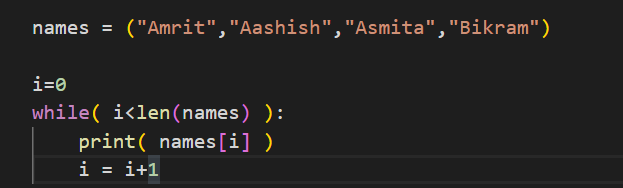 names = ("Amrit","Aashish","Asmita","Bikram")
i=0
while( i<len(names) ):
    print( names[i] )
    i = i+1